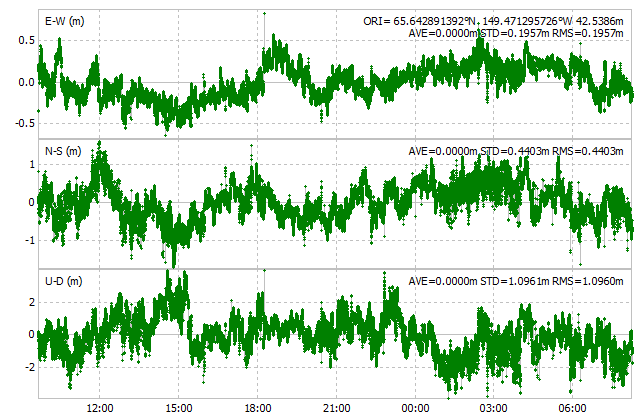 E-W (m) ORI= 65.642891392°N, 149.471295726°W 42.5386m
AVE=0.0000m STD=0.1957m RMS=0.1957m
0.5
0.0
-0.5
N-S (m) AVE=0.0000m STD=0.4403m RMS=0.4403m
1
0
-1
U-D (m) AVE=0.0000m STD=1.0961m RMS=1.0960m
2
0
-2
12:00 15:00 18:00 21:00 00:00 03:00 06:00